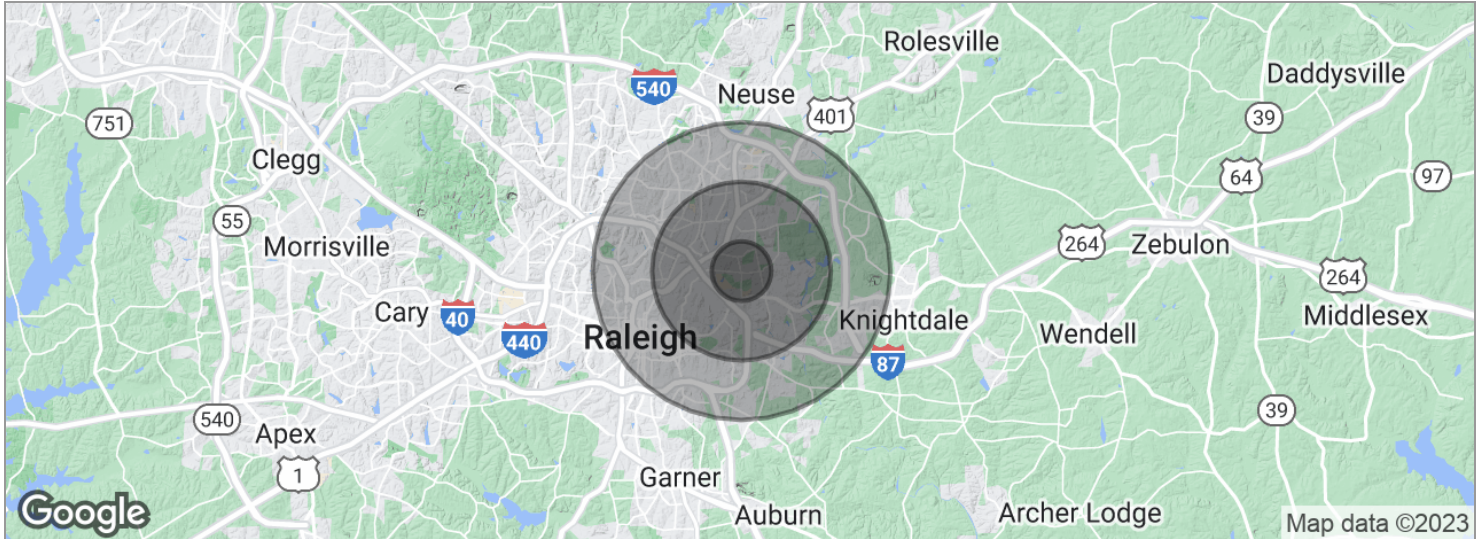 Rolesville
Daddysville
540
Neuse
401
39
751
Clegg
64
97
55
Morrisville
264
Zebulon
264
Cary
40
Knightdale
Middlesex
440
Raleigh
Wendell
87
540
39
Apex
1
Garner
Google
Auburn
Archer Lodge
Map data ©2023